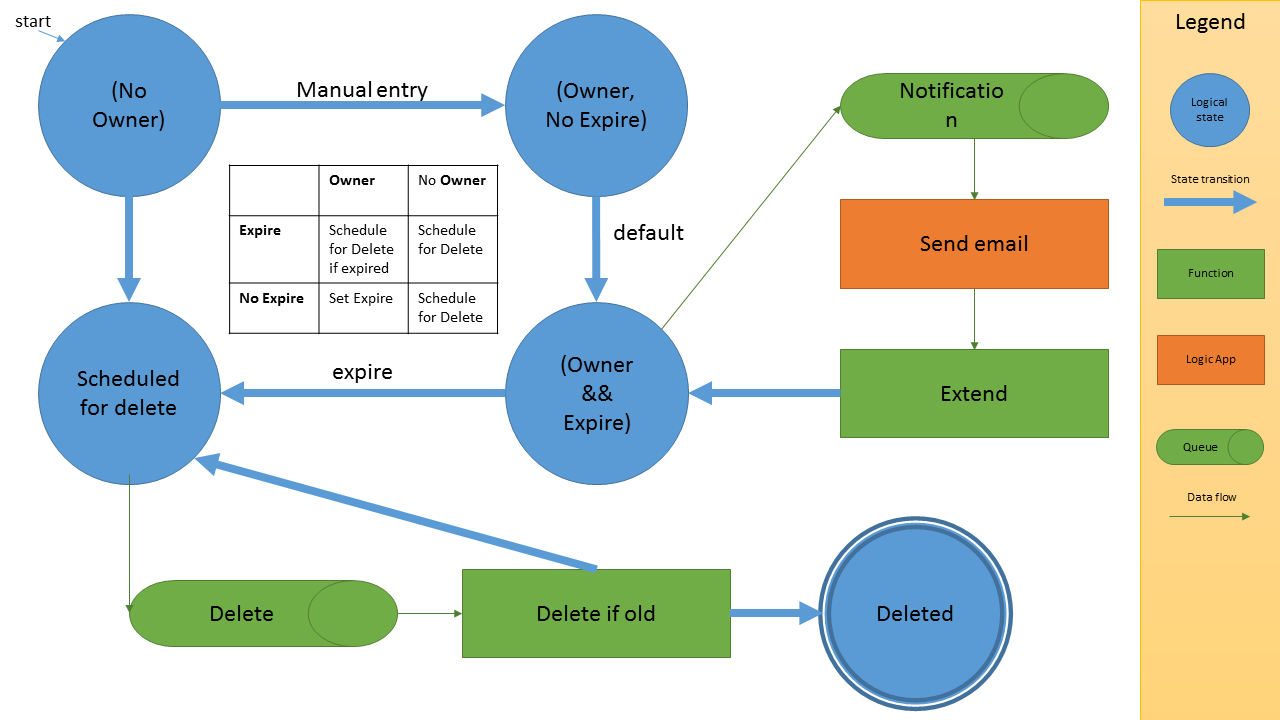 start
(No
Owner)
Manual entry
(Owner,
No Expire)
Notificatio
n
Owner
No Owner
Expire
Schedule
for Delete
if expired
Schedule
for Delete
No Expire
Set Expire
Schedule
for Delete
default
Send email
Scheduled
for delete
expire
(Owner
&&
Expire)
Extend
Delete
Delete if old
Deleted
Legend
Logical
state
State transition
Function
Logic App
Queue
Data flow